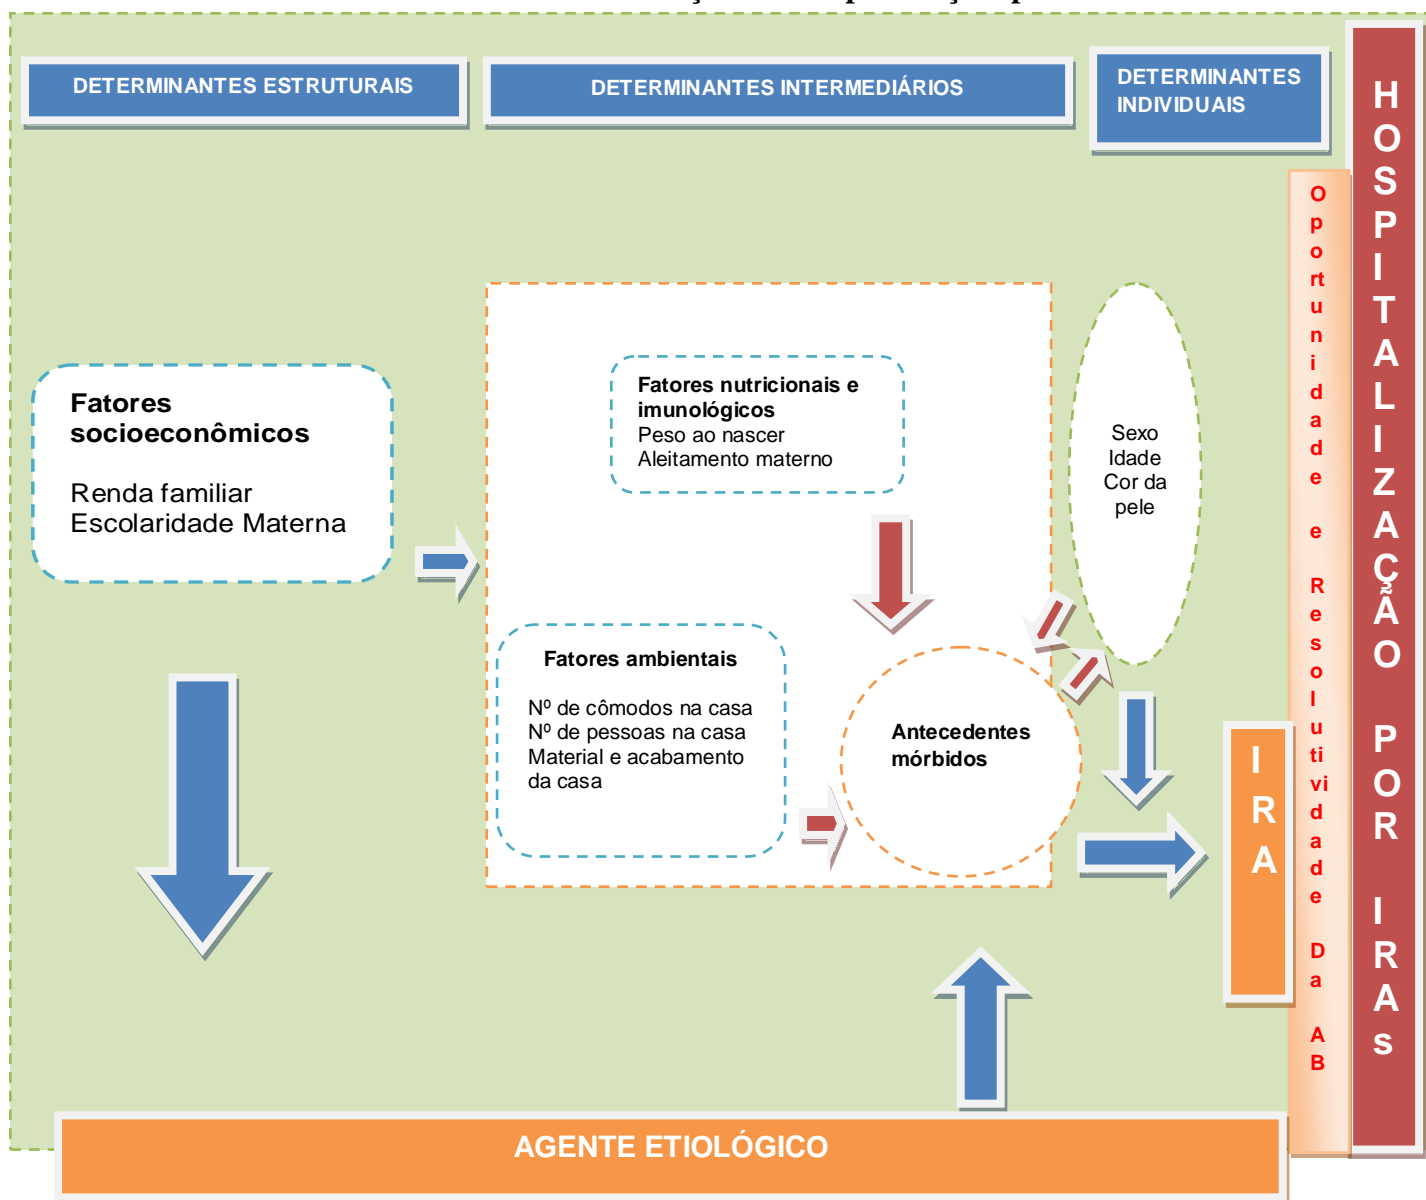 DETERMINANTES ESTRUTURAIS
DETERMINANTES INTERMEDIÁRIOS
DETERMINANTES
INDIVIDUAIS
Fatores
socioeconômicos
Renda familiar
Escolaridade Materna
Fatores nutricionais e
imunológicos
Peso ao nascer
Aleitamento materno
Fatores ambientais
Nº de cômodos na casa
Nº de pessoas na casa
Material e acabamento
da casa
Antecedentes
mórbidos
Sexo
Idade
Cor da
pele
IRA
Oportunidade e Ressolutividade Da AB
HOSPITALIZAÇÃO POR IRAs
AGENTE ETIOLÓGICO